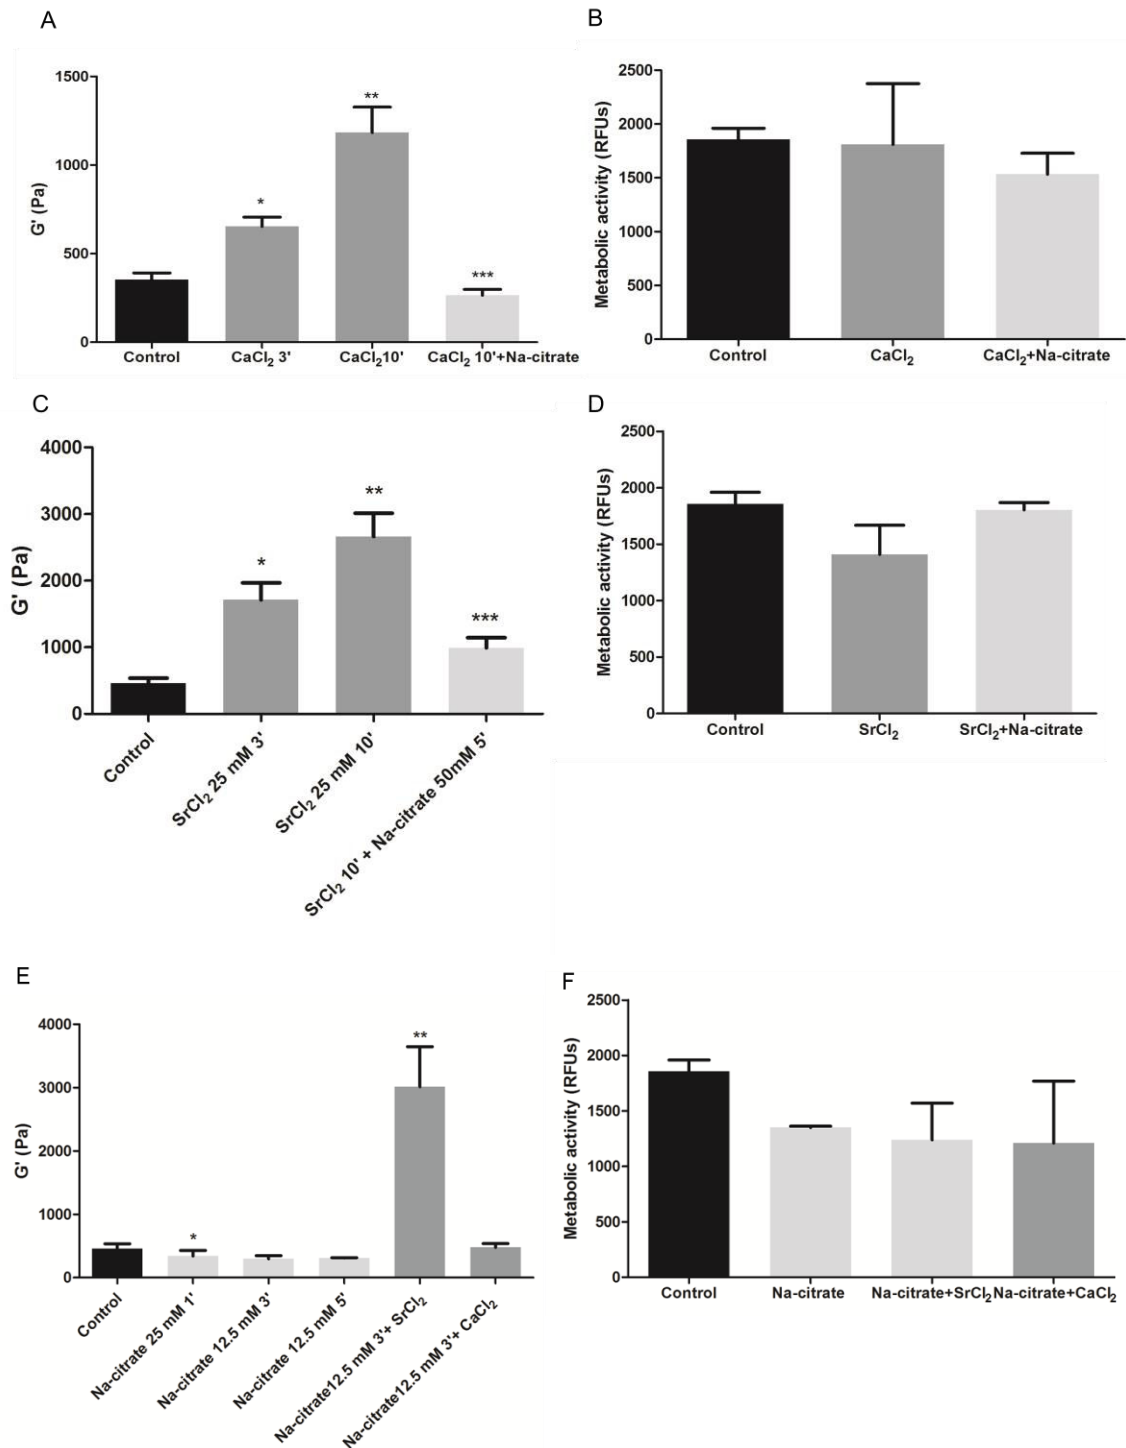 A
G' (Pa)
1500
1000
500
0
*
**
***
Control
CaCl₂ 3'
CaCl₂10'
CaCl₂ 10'+Na-citrate
B
Metabolic activity (RFUs)
2500
2000
1500
1000
500
0
Control
CaCl₂
CaCl₂+Na-citrate
C
G' (Pa)
4000
3000
2000
1000
0
*
**
***
Control
SrCl₂ 25 mM 3'
SrCl₂ 25 mM 10'
SrCl₂ 10' + Na-citrate 50mM 5'
D
Metabolic activity (RFUs)
2500
2000
1500
1000
500
0
Control
SrCl₂
SrCl₂+Na-citrate
E
G' (Pa)
4000
3000
2000
1000
0
*
**
Control
Na-citrate 25 mM 1'
Na-citrate 12.5 mM 3'
Na-citrate 12.5 mM 5'
Na-citrate12.5 mM 3'+ SrCl₂
Na-citrate12.5 mM 3'+ CaCl₂
F
Metabolic activity (RFUs)
2500
2000
1500
1000
500
0
Control
Na-citrate
Na-citrate+SrCl₂
Na-citrate+CaCl₂